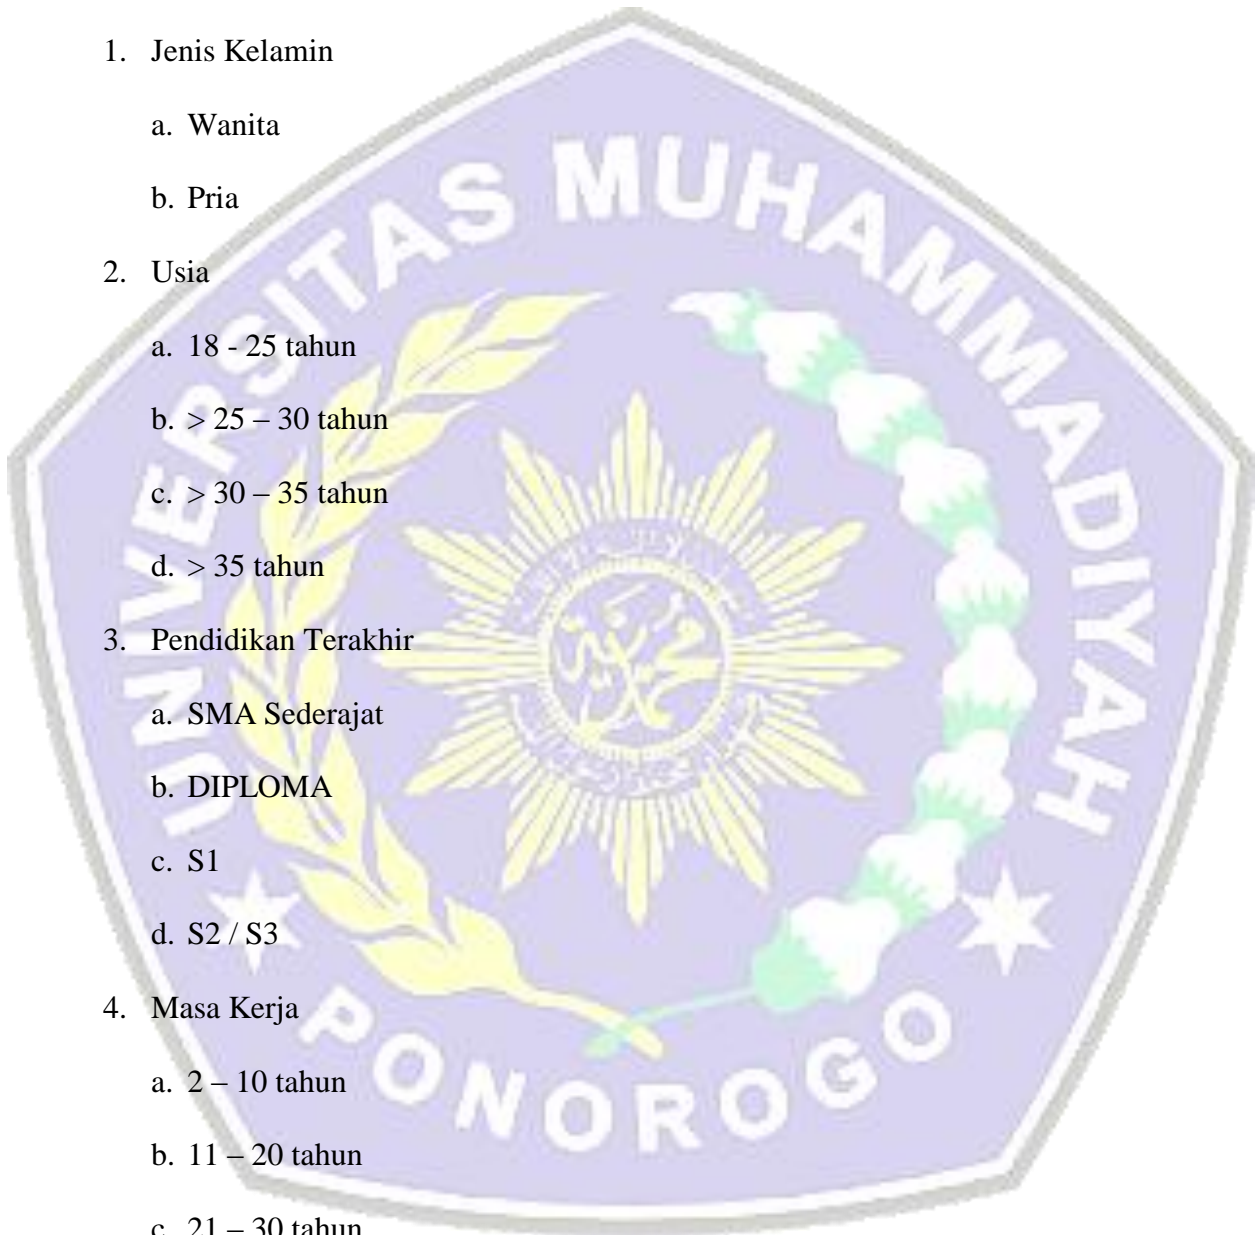 1. Jenis Kelamin
a. Wanita
b. Pria
2. Usia
a. 18 - 25 tahun
b. > 25 – 30 tahun
c. > 30 – 35 tahun
d. > 35 tahun
3. Pendidikan Terakhir
a. SMA Sederajat
b. DIPLOMA
c. S1
d. S2 / S3
4. Masa Kerja
a. 2 – 10 tahun
b. 11 – 20 tahun
c. 21 – 30 tahun
UNIVERSITAS MUHAMMADIYAH
PONOROGO